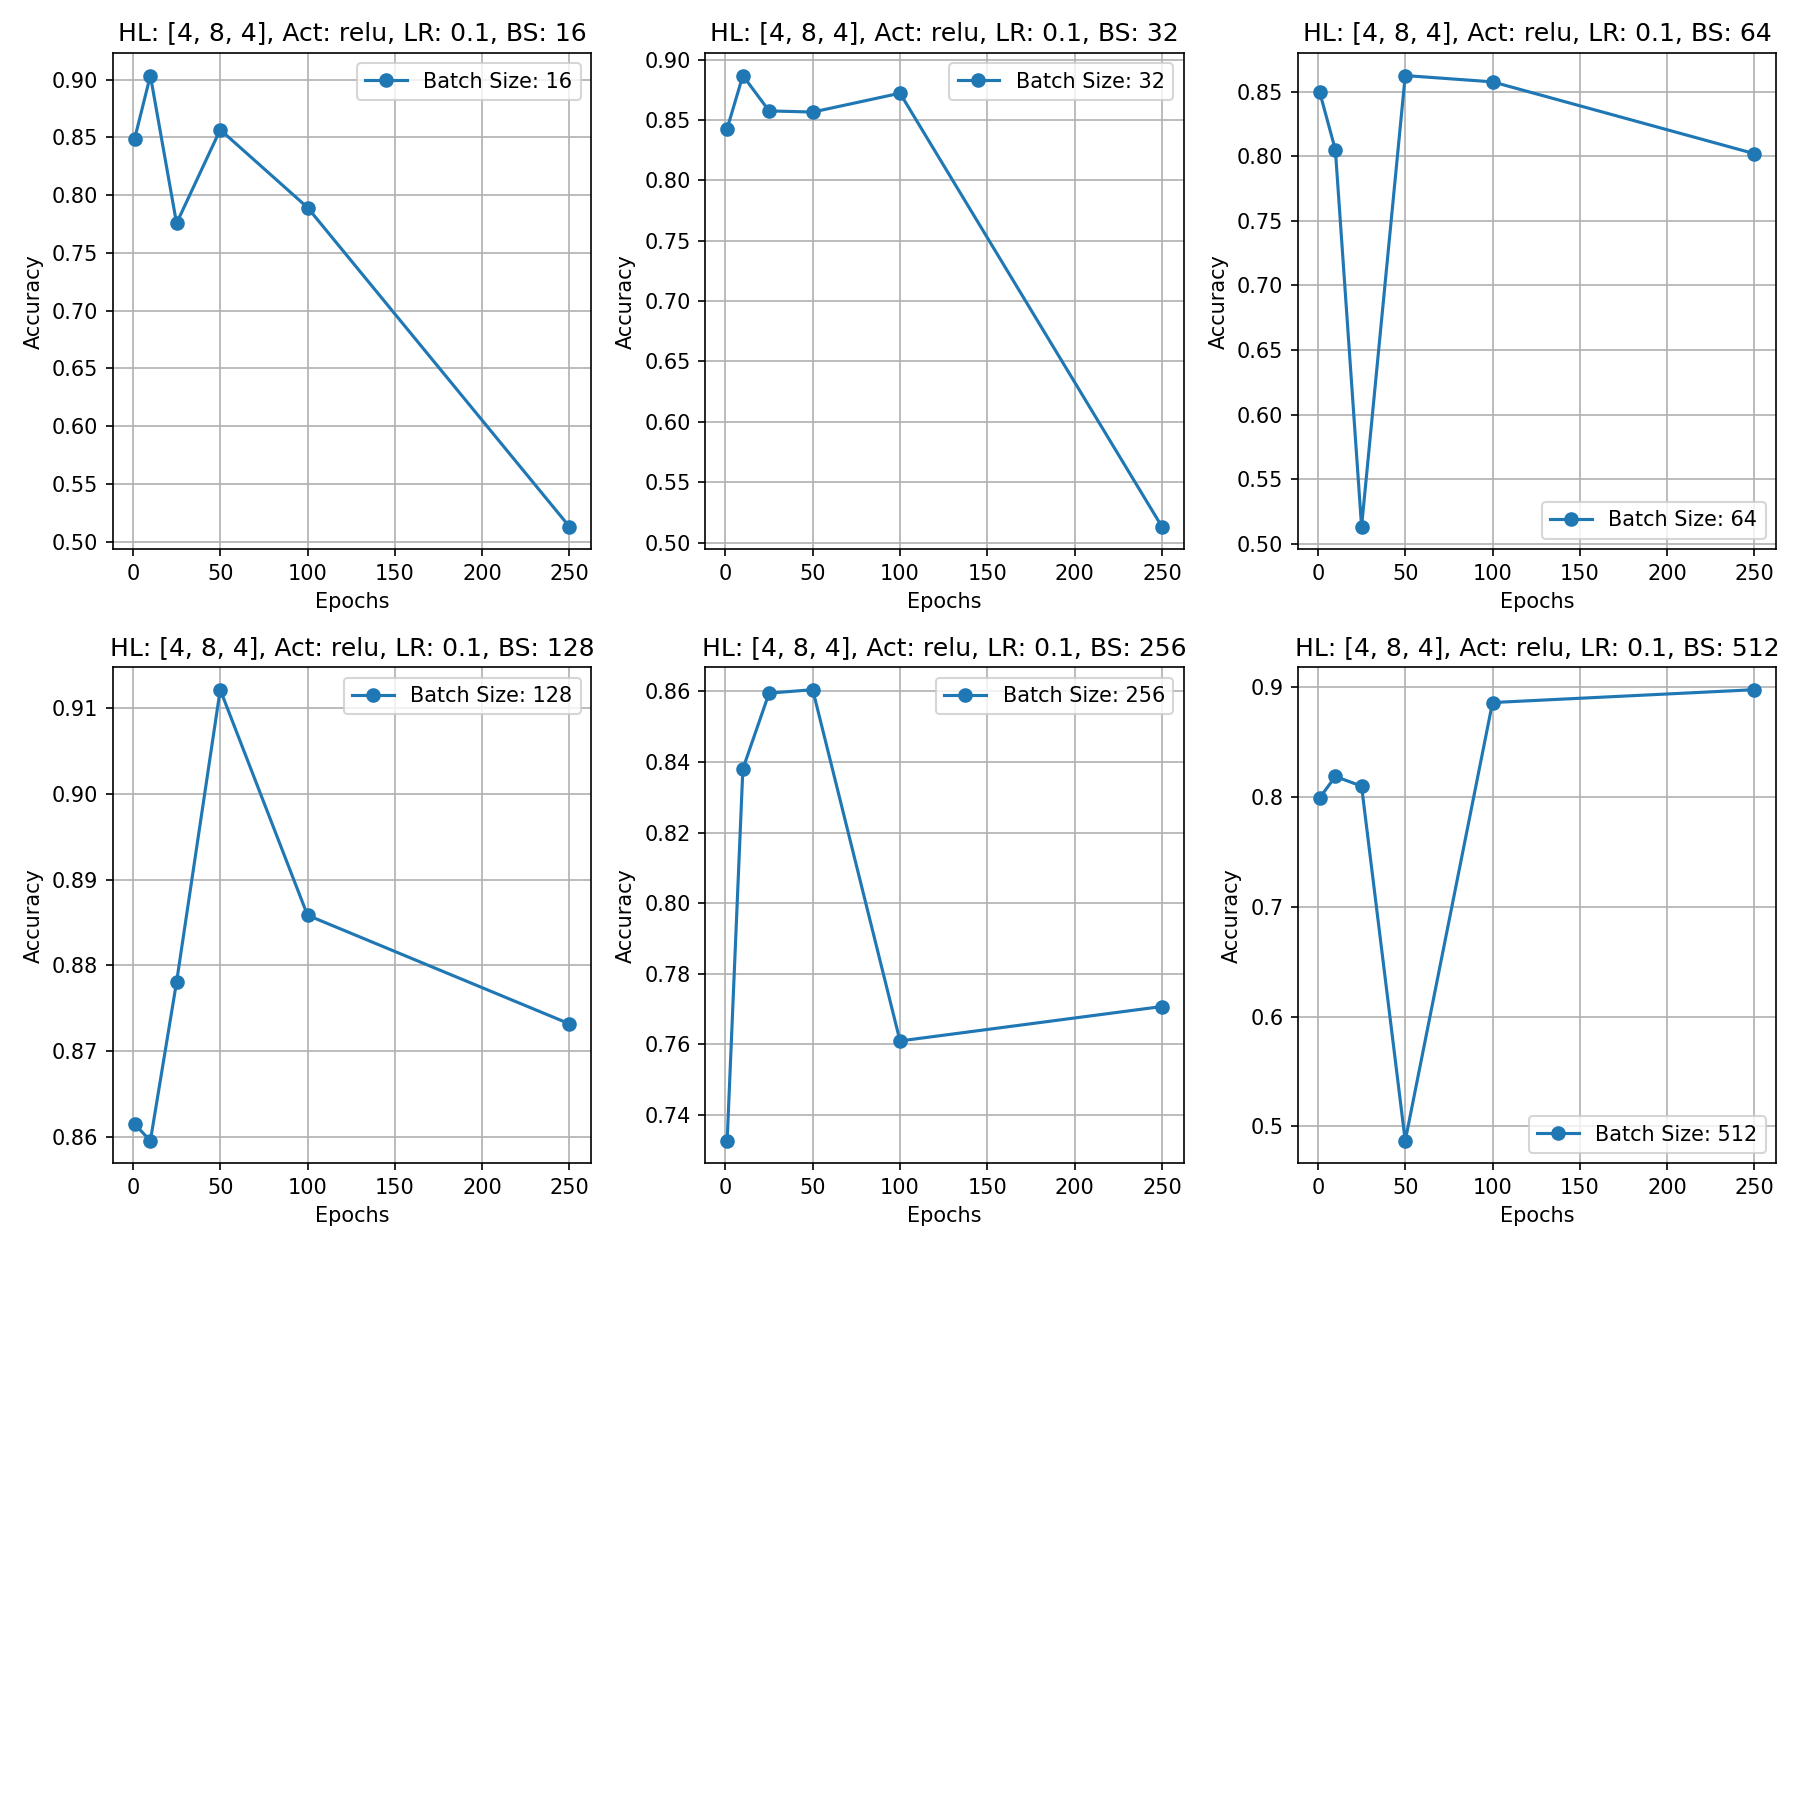 HL: [4, 8, 4], Act: relu, LR: 0.1, BS: 16
Batch Size: 16
Accuracy
0.90
0.85
0.80
0.75
0.70
0.65
0.60
0.55
0.50
0 50 100 150 200 250
Epochs
HL: [4, 8, 4], Act: relu, LR: 0.1, BS: 32
Batch Size: 32
Accuracy
0.90
0.85
0.80
0.75
0.70
0.65
0.60
0.55
0.50
0 50 100 150 200 250
Epochs
HL: [4, 8, 4], Act: relu, LR: 0.1, BS: 64
Accuracy
0.85
0.80
0.75
0.70
0.65
0.60
0.55
0.50
Batch Size: 64
0 50 100 150 200 250
Epochs
HL: [4, 8, 4], Act: relu, LR: 0.1, BS: 128
Batch Size: 128
Accuracy
0.91
0.90
0.89
0.88
0.87
0.86
0 50 100 150 200 250
Epochs
HL: [4, 8, 4], Act: relu, LR: 0.1, BS: 256
Batch Size: 256
Accuracy
0.86
0.84
0.82
0.80
0.78
0.76
0.74
0 50 100 150 200 250
Epochs
HL: [4, 8, 4], Act: relu, LR: 0.1, BS: 512
Accuracy
0.9
0.8
0.7
0.6
0.5
Batch Size: 512
0 50 100 150 200 250
Epochs